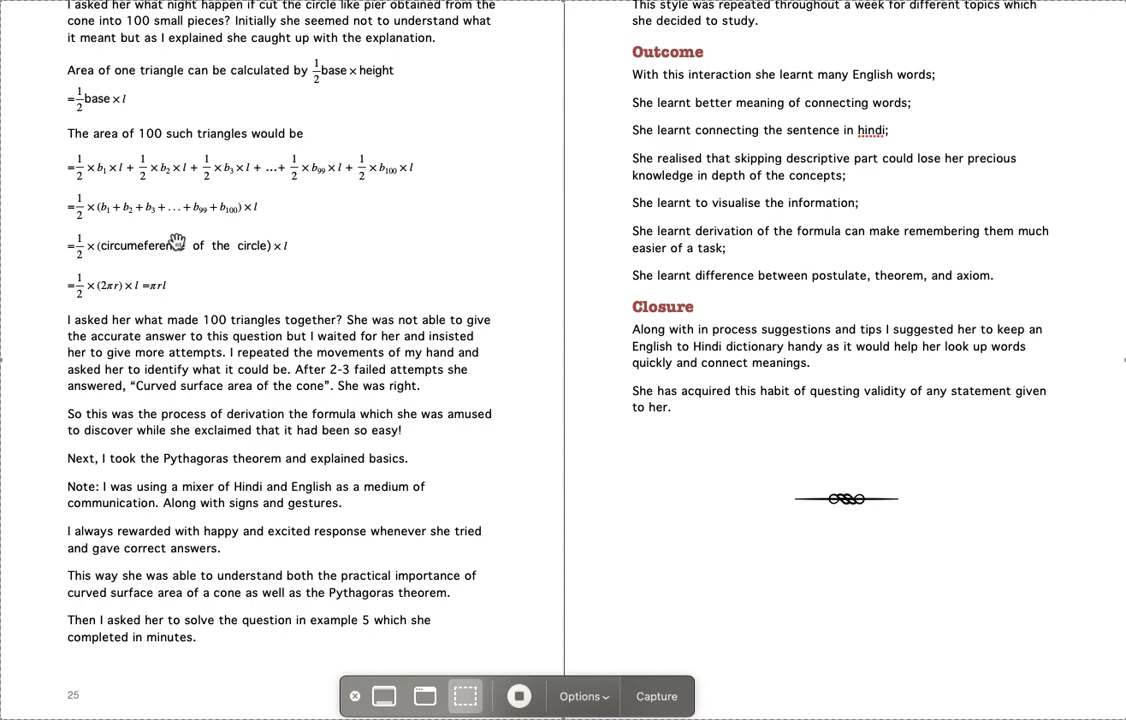 I asked her what night happen if cut the circle like pier obtained from the
cone into 100 small pieces? Initially she seemed not to understand what
it meant but as I explained she caught up with the explanation.
Area of one triangle can be calculated by 1/2 base × height
= 1/2 base × l
The area of 100 such triangles would be
= 1/2 × b₁ × l + 1/2 × b₂ × l + 1/2 × b₃ × l + ...+ 1/2 × b₉₉ × l + 1/2 × b₁₀₀ × l
= 1/2 × (b₁ + b₂ + b₃ + ... + b₉₉ + b₁₀₀) × l
= 1/2 × ( of the circle) × l
= 1/2 × (2πr) × l =πrl
I asked her what made 100 triangles together? She was not able to give
the accurate answer to this question but I waited for her and insisted
her to give more attempts. I repeated the movements of my hand and
asked her to identify what it could be. After 2-3 failed attempts she
answered, “Curved surface area of the cone”. She was right.
So this was the process of derivation the formula which she was amused
to discover while she exclaimed that it had been so easy!
Next, I took the Pythagoras theorem and explained basics.
Note: I was using a mixer of Hindi and English as a medium of
communication. Along with signs and gestures.
I always rewarded with happy and excited response whenever she tried
and gave correct answers.
This way she was able to understand both the practical importance of
curved surface area of a cone as well as the Pythagoras theorem.
Then I asked her to solve the question in example 5 which she
completed in minutes.
25
This style was repeated throughout a week for different topics which
she decided to study.
Outcome
With this interaction she learnt many English words;
She learnt better meaning of connecting words;
She learnt connecting the sentence in hindi;
She realised that skipping descriptive part could lose her precious
knowledge in depth of the concepts;
She learnt to visualise the information;
She learnt derivation of the formula can make remembering them much
easier of a task;
She learnt difference between postulate, theorem, and axiom.
Closure
Along with in process suggestions and tips I suggested her to keep an
English to Hindi dictionary handy as it would help her look up words
quickly and connect meanings.
She has acquired this habit of questing validity of any statement given
to her.
Options
Capture